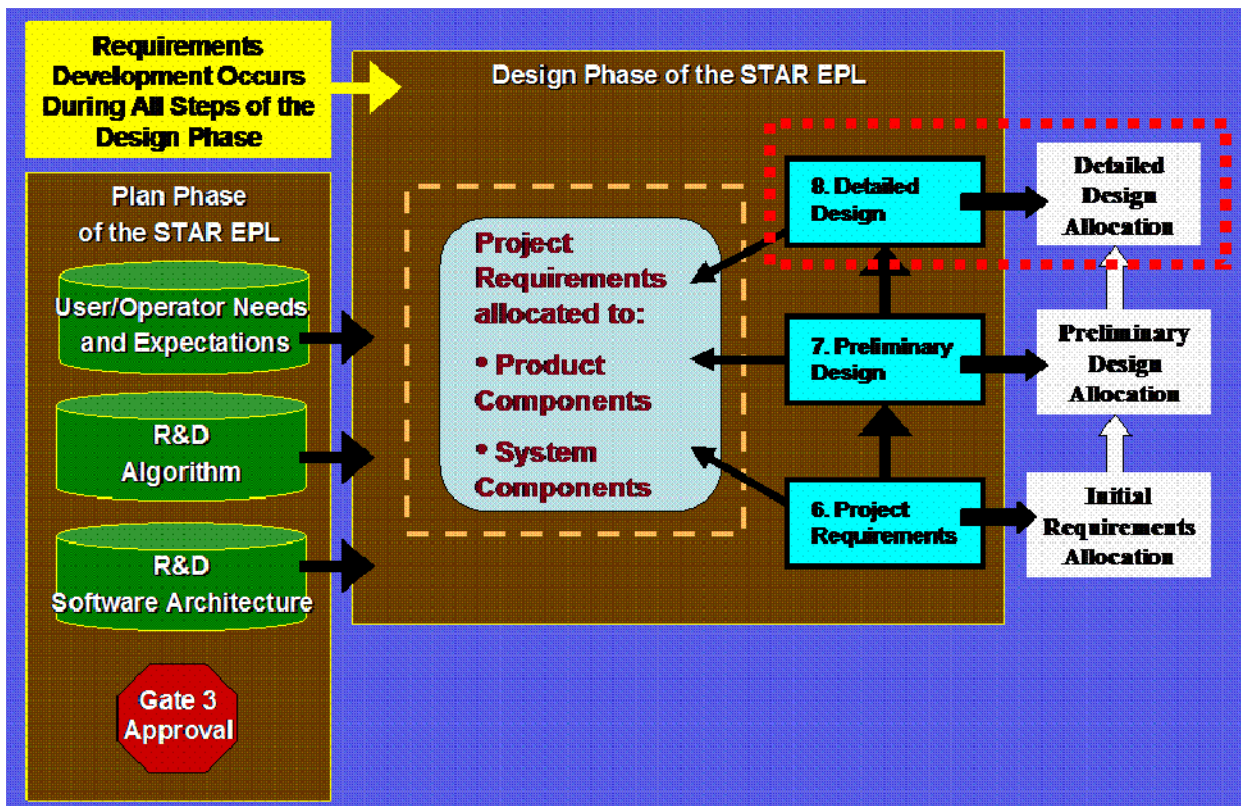 Requirements
Development Occurs
During All Steps of the
Design Phase
Design Phase of the STAR EPL
Plan Phase
of the STAR EPL
User/Operator Needs
and Expectations
R&D
Algorithm
R&D
Software Architecture
Gate 3
Approval
Project
Requirements
allocated to:
• Product
Components
• System
Components
8. Detailed
Design
7. Preliminary
Design
6. Project
Requirements
Detailed
Design
Allocation
Preliminary
Design
Allocation
Initial
Requirements
Allocation